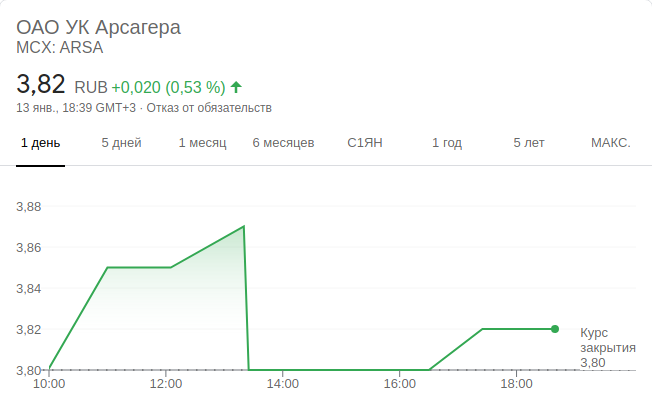 ОАО УК Арсагера
MCX: ARSA
3,82 RUB +0,020 (0,53 %)
13 янв., 18:39 GMT+3 · Отказ от обязательств
1 день 5 дней 1 месяц 6 месяцев С1ЯН 1 год 5 лет МАКС.
3,88
3,86
3,84
3,82
3,80
Курс
закрытия
3,80
10:00 12:00 14:00 16:00 18:00